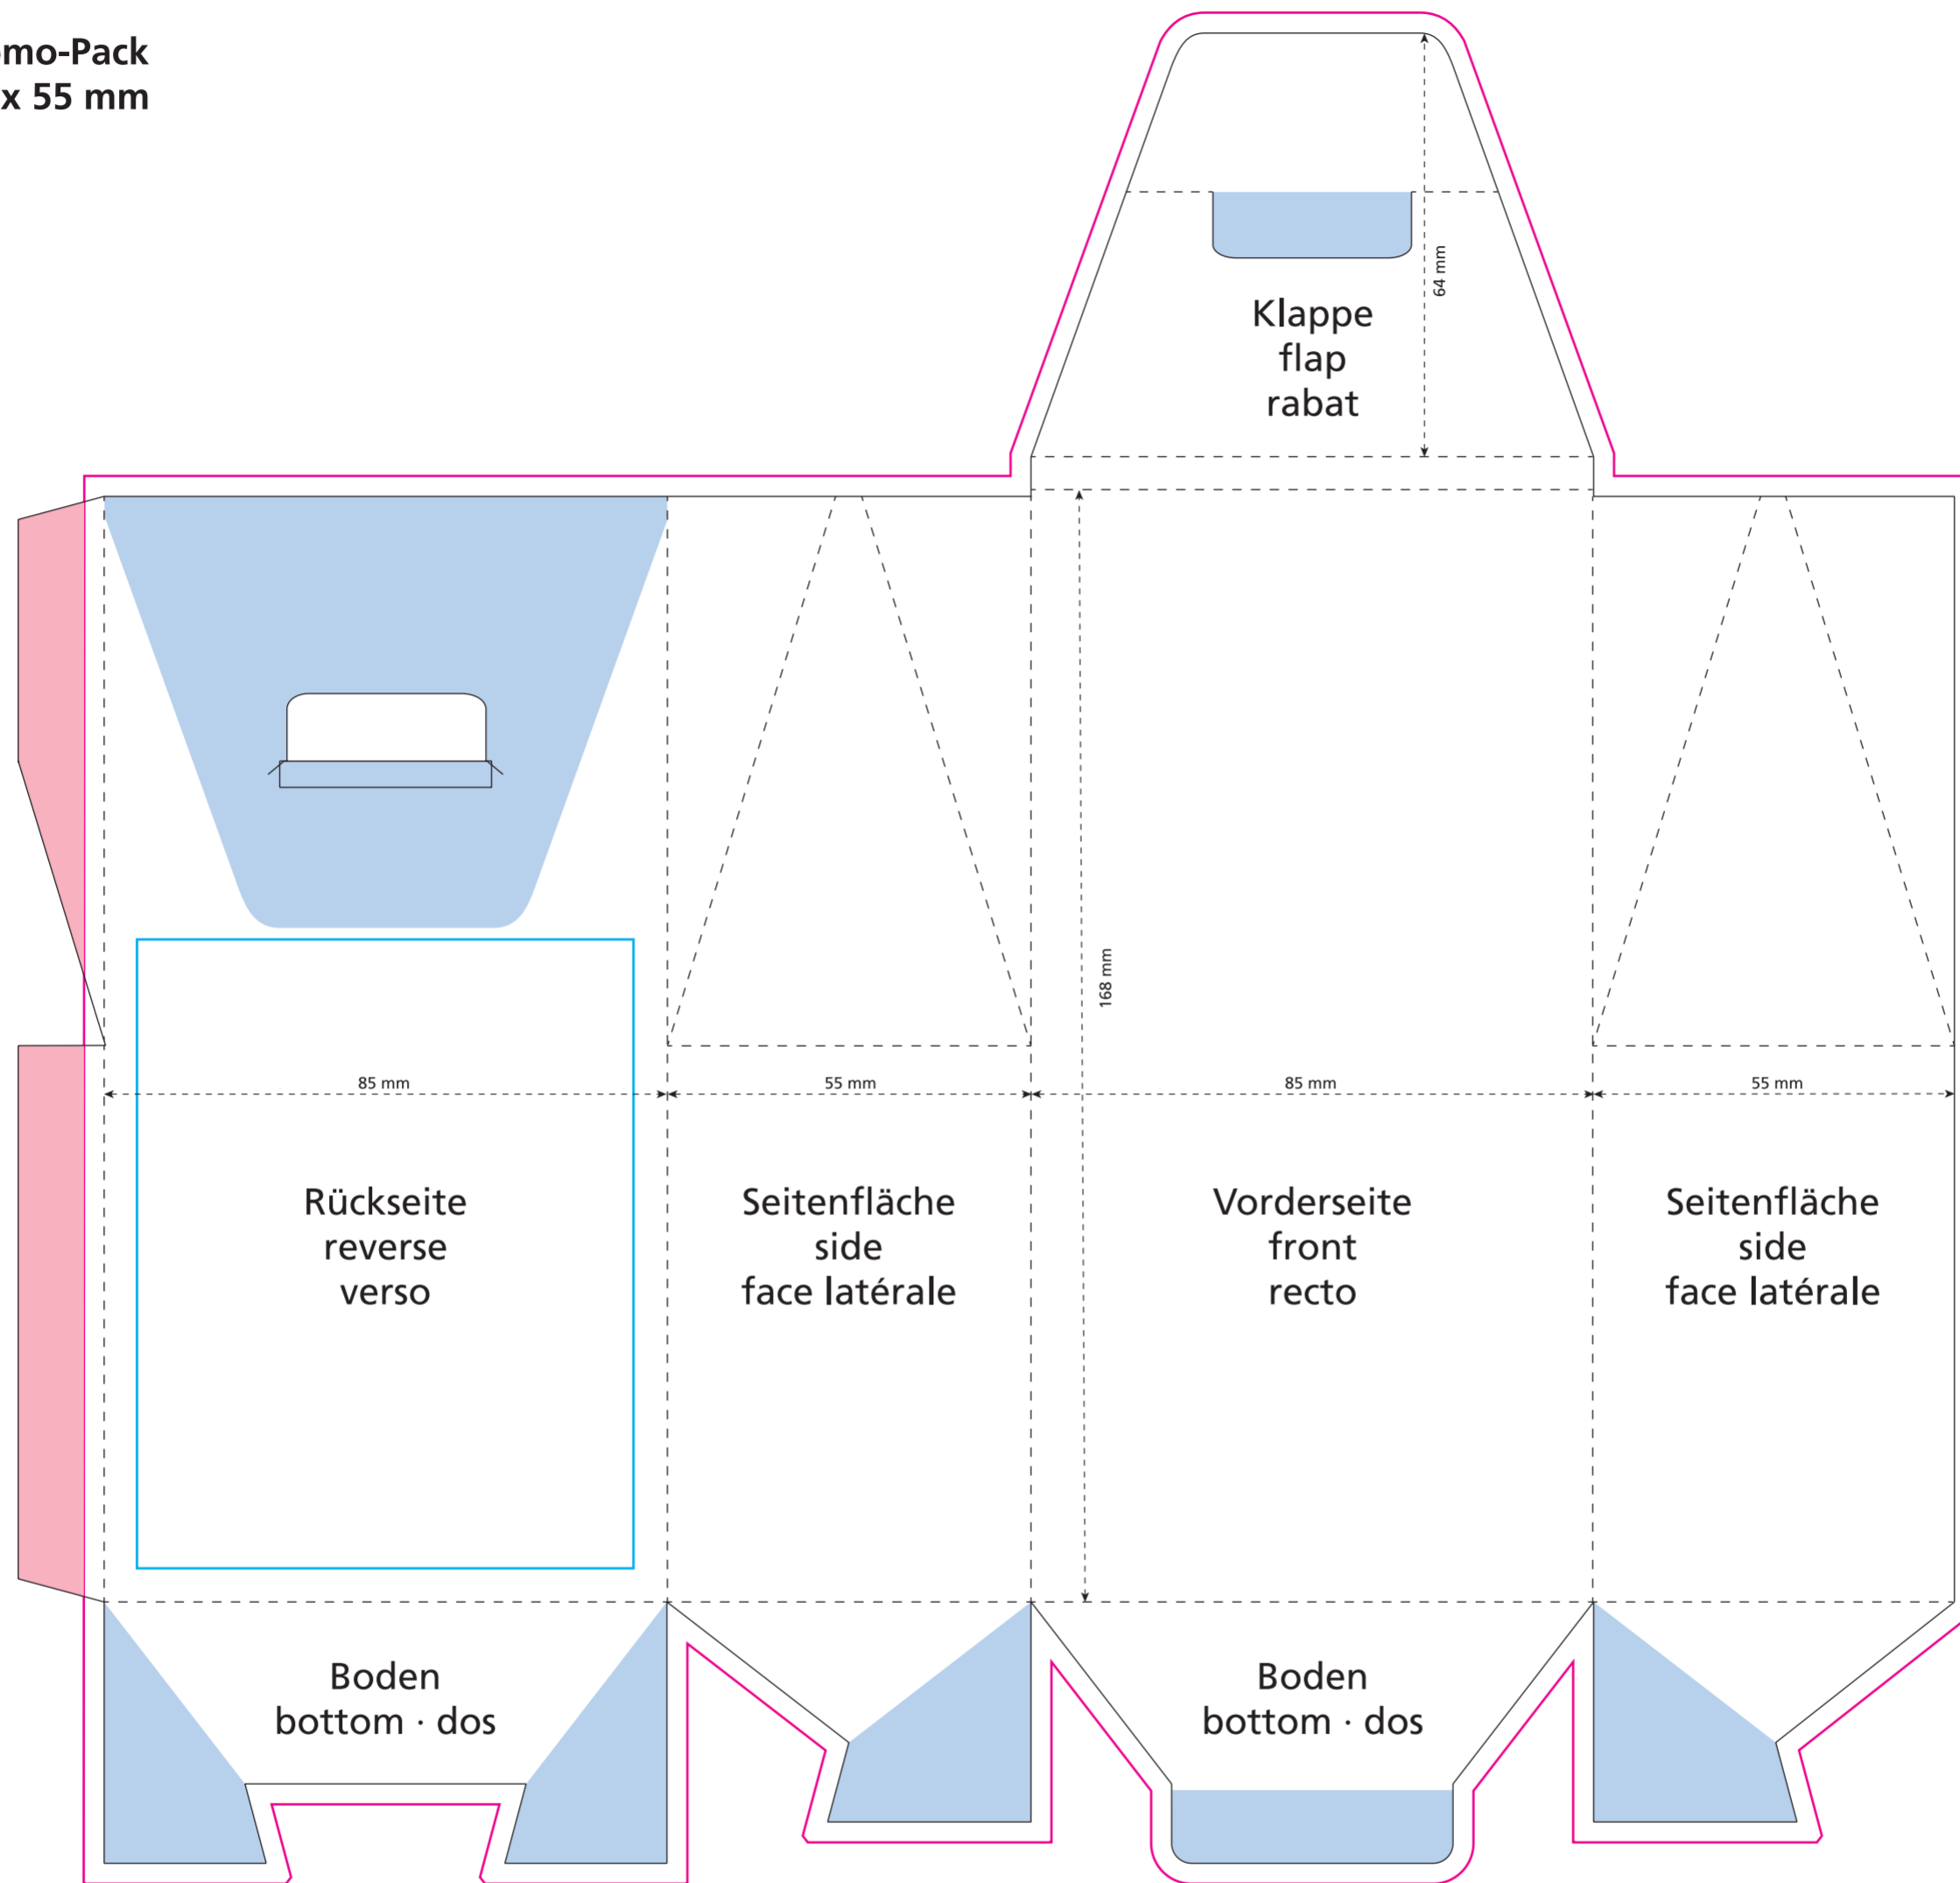 mo-Pack
x 55 mm
64 mm
Klappe
flap
rabat
168 mm
85 mm
55 mm
85 mm
55 mm
Rückseite
reverse
verso
Seitenfläche
side
face latérale
Vorderseite
front
recto
Seitenfläche
side
face latérale
Boden
bottom · dos
Boden
bottom · dos